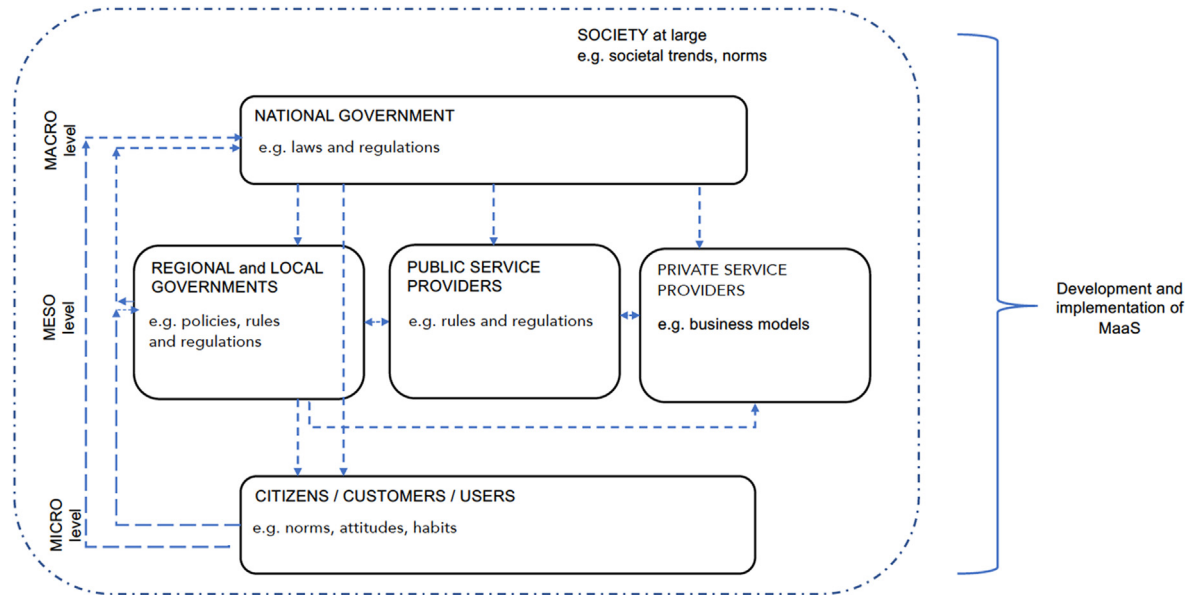 SOCIETY at large
e.g. societal trends, norms
MACRO
level
NATIONAL GOVERNMENT
e.g. laws and regulations
MESO
level
REGIONAL and LOCAL
GOVERNMENTS
e.g. policies, rules
and regulations
PUBLIC SERVICE
PROVIDERS
e.g. rules and regulations
PRIVATE SERVICE
PROVIDERS
e.g. business models
MICRO
level
CITIZENS / CUSTOMERS / USERS
e.g. norms, attitudes, habits
Development and
implementation of
MaaS